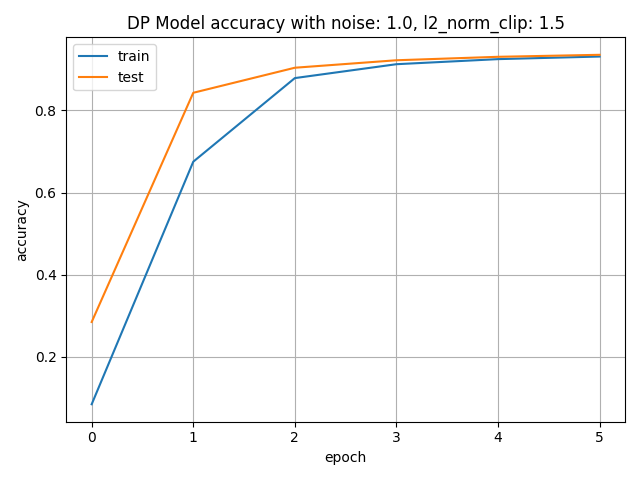 DP Model accuracy with noise: 1.0, l2_norm_clip: 1.5
train
test
0.8
0.6
0.4
0.2
accuracy
0 1 2 3 4 5
epoch